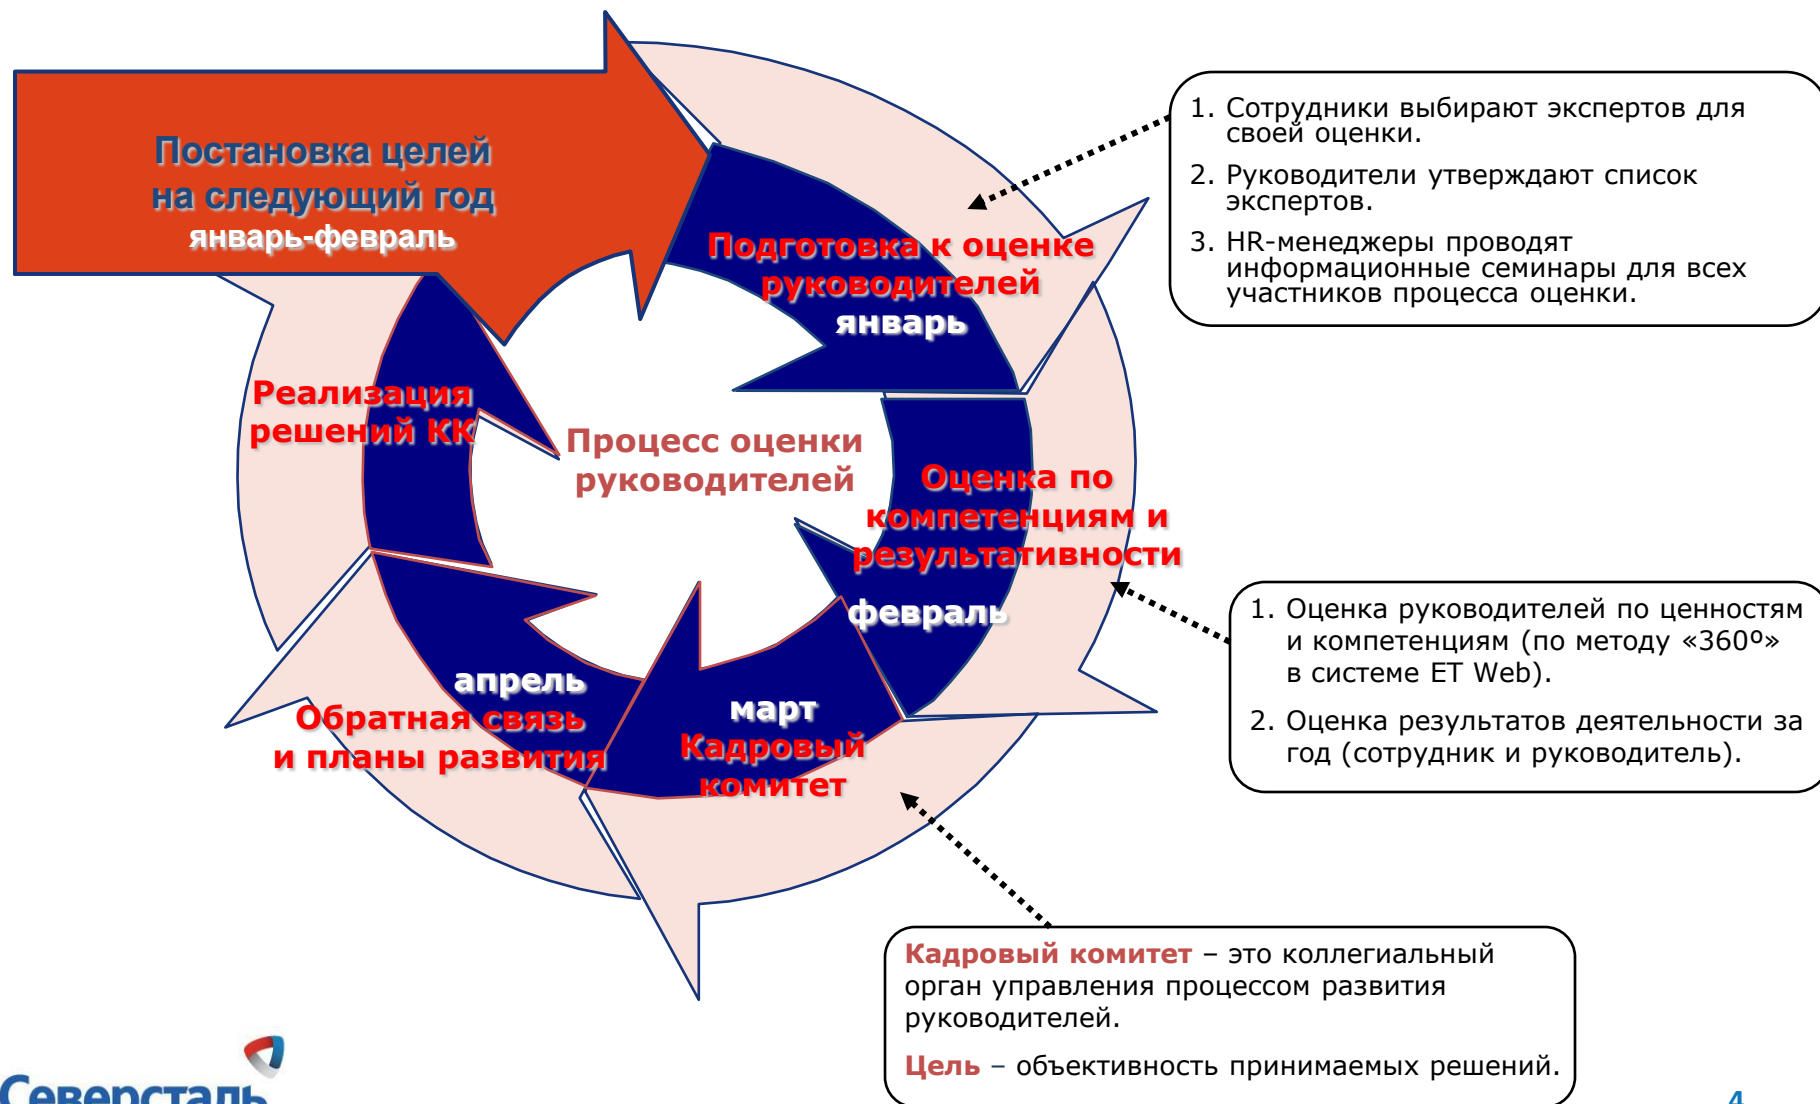 Постановка целей
на следующий год
январь-февраль
1. Сотрудники выбирают экспертов для
своей оценки.
2. Руководители утверждают список
экспертов.
3. HR-менеджеры проводят
информационные семинары для всех
участников процесса оценки.
Подготовка к оценке
руководителей
январь
Реализация
решений КК
Процесс оценки
руководителей
Оценка по
компетенциям и
результативности
февраль
1. Оценка руководителей по ценностям
и компетенциям (по методу «360º»
в системе ET Web).
2. Оценка результатов деятельности за
год (сотрудник и руководитель).
апрель
Обратная связь
и планы развития
март
Кадровый
комитет
Кадровый комитет – это коллегиальный
орган управления процессом развития
руководителей.
Цель – объективность принимаемых решений.
Северсталь
4